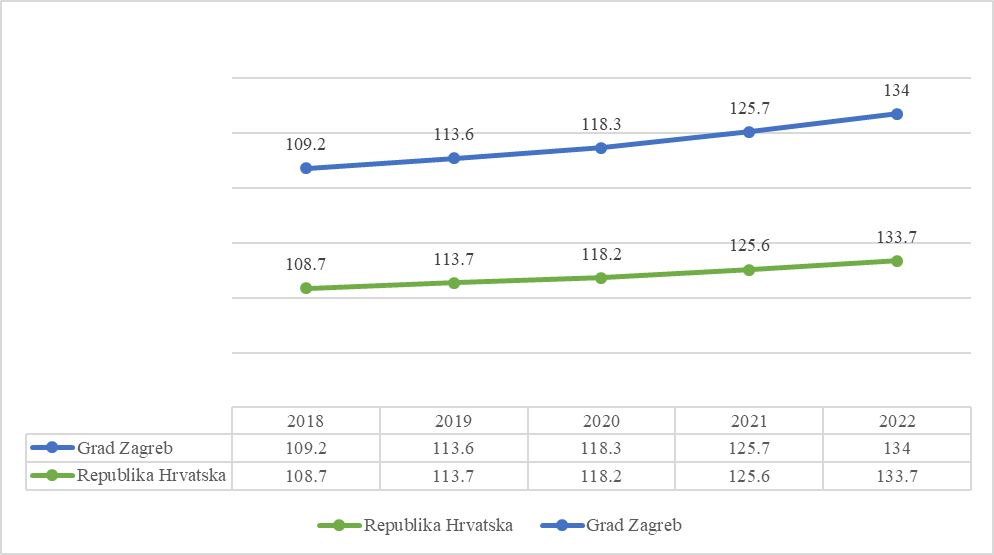 109.2 113.6 118.3 125.7 134
108.7 113.7 118.2 125.6 133.7
2018 2019 2020 2021 2022
Grad Zagreb 109.2 113.6 118.3 125.7 134
Republika Hrvatska 108.7 113.7 118.2 125.6 133.7
Republika Hrvatska Grad Zagreb